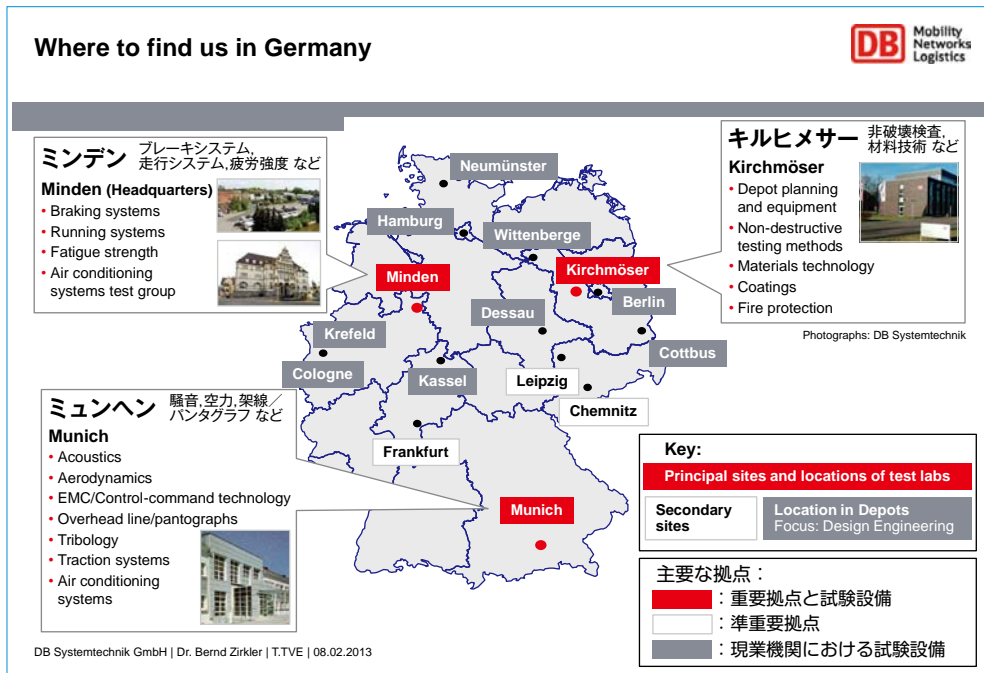 Where to find us in Germany
DB
Mobility
Networks
Logistics
ミンデン
ブレーキシステム,
走行システム,疲労強度 など
Minden (Headquarters)
• Braking systems
• Running systems
• Fatigue strength
• Air conditioning
systems test group
キルヒメサー
非破壊検査,
材料技術 など
Kirchmöser
• Depot planning
and equipment
• Non-destructive
testing methods
• Materials technology
• Coatings
• Fire protection
Photographs: DB Systemtechnik
Neumünster
Hamburg
Wittenberge
Minden
Kirchmöser
Berlin
Dessau
Krefeld
Cottbus
Cologne
Kassel
Leipzig
Chemnitz
Frankfurt
Munich
ミュンヘン
騒音,空力,架線/
パンタグラフ など
Munich
• Acoustics
• Aerodynamics
• EMC/Control-command technology
• Overhead line/pantographs
• Tribology
• Traction systems
• Air conditioning
systems
Key:
Principal sites and locations of test labs
Secondary
sites
Location in Depots
Focus: Design Engineering
主要な拠点：
：重要拠点と試験設備
：準重要拠点
：現業機関における試験設備
DB Systemtechnik GmbH | Dr. Bernd Zirkler | T.TVE | 08.02.2013